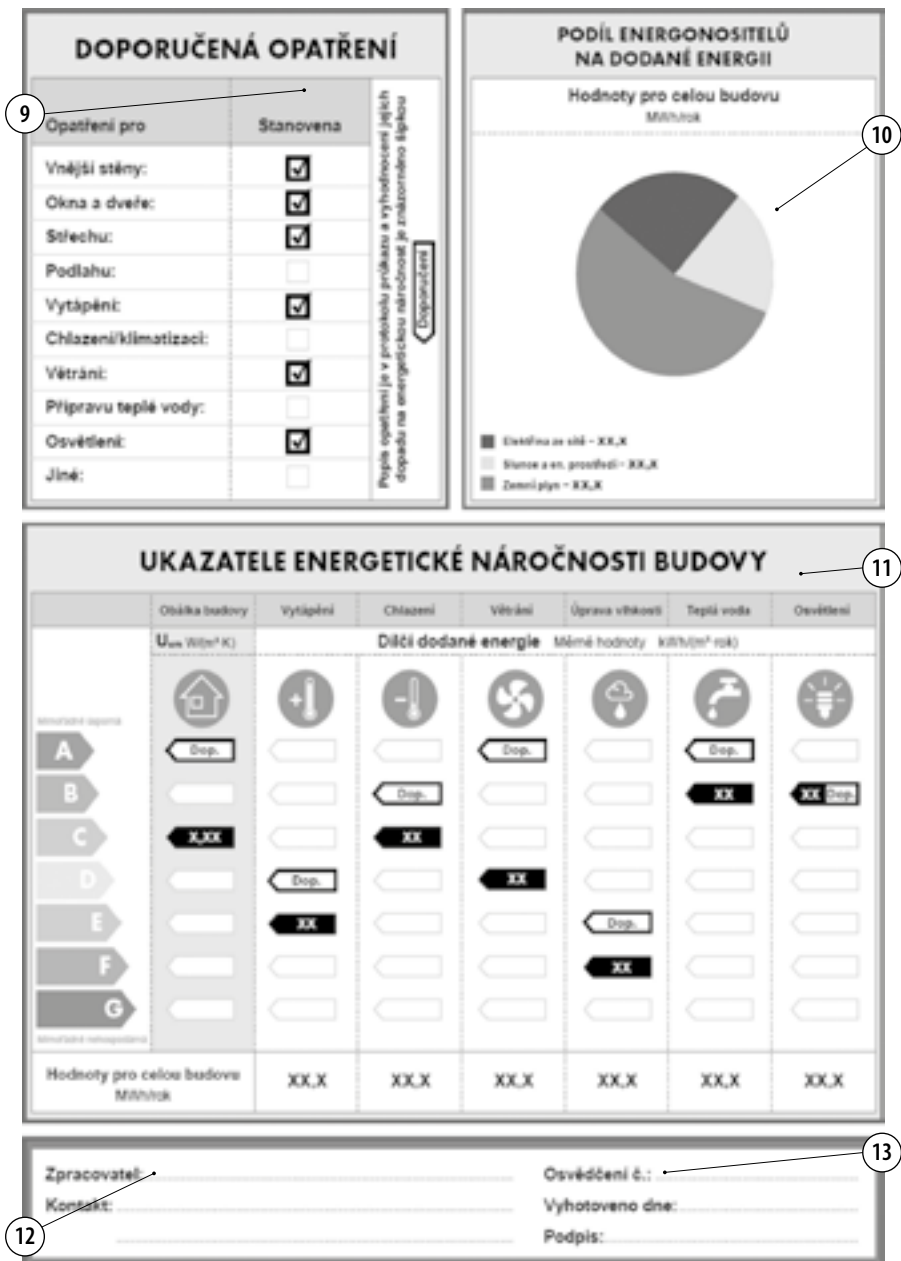 DOPORUČENÁ OPATŘENÍ
9
Opatření pro
Stanovena
Vnější stěny:
Okna a dveře:
Střechu:
Podlahu:
Vytápění:
Chlazení/klimatizaci:
Větrání:
Přípravu teplé vody:
Osvětlení:
Jiné:
Popis opatření je v protokolu průkazu a vyhodnocení jejich
dopadu na energetickou náročnost je znázorněno šipkou
Doporučení
PODÍL ENERGONOSITELŮ
NA DODANÉ ENERGII
Hodnoty pro celou budovu
MWh/rok
10
Elektřina ze sítě – XX,X
Slunce a en. prostředí – XX,X
Zemní plyn – XX,X
UKAZATELE ENERGETICKÉ NÁROČNOSTI BUDOVY
11
Obálka budovy Vytápění Chlazení Větrání Úprava vlhkosti Teplá voda Osvětlení
Uem W/(m²·K) Dílčí dodané energie Měrné hodnoty kWh/(m²·rok)
Mimořádně úsporná
A Dop. Dop. Dop.
B Dop. XX XX Dop.
C X,XX XX
D Dop. XX
E XX Dop.
F XX
G
Mimořádně nehospodárná
Hodnoty pro celou budovu
MWh/rok
XX,X XX,X XX,X XX,X XX,X XX,X
Zpracovatel:
Kontakt:
12
Osvědčení č.:
13
Vyhotoveno dne:
Podpis: